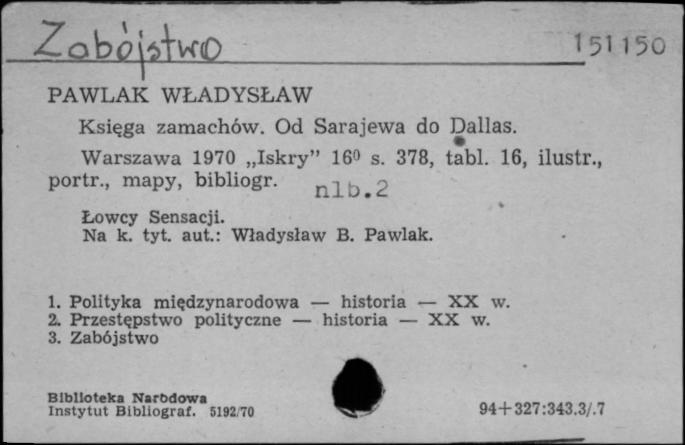 Zabójstwo 151150
PAWLAK WŁADYSŁAW
Księga zamachów. Od Sarajewa do Dallas.
Warszawa 1970 „Iskry” 16⁰ s. 378, tabl. 16, ilustr.,
portr., mapy, bibliogr. nlb.2
Łowcy Sensacji.
Na k. tyt. aut.: Władysław B. Pawlak.
1. Polityka międzynarodowa — historia — XX w.
2. Przestępstwo polityczne — historia — XX w.
3. Zabójstwo
Biblioteka Narodowa
Instytut Bibliograf. 5192/70 94+327:343.3/.7